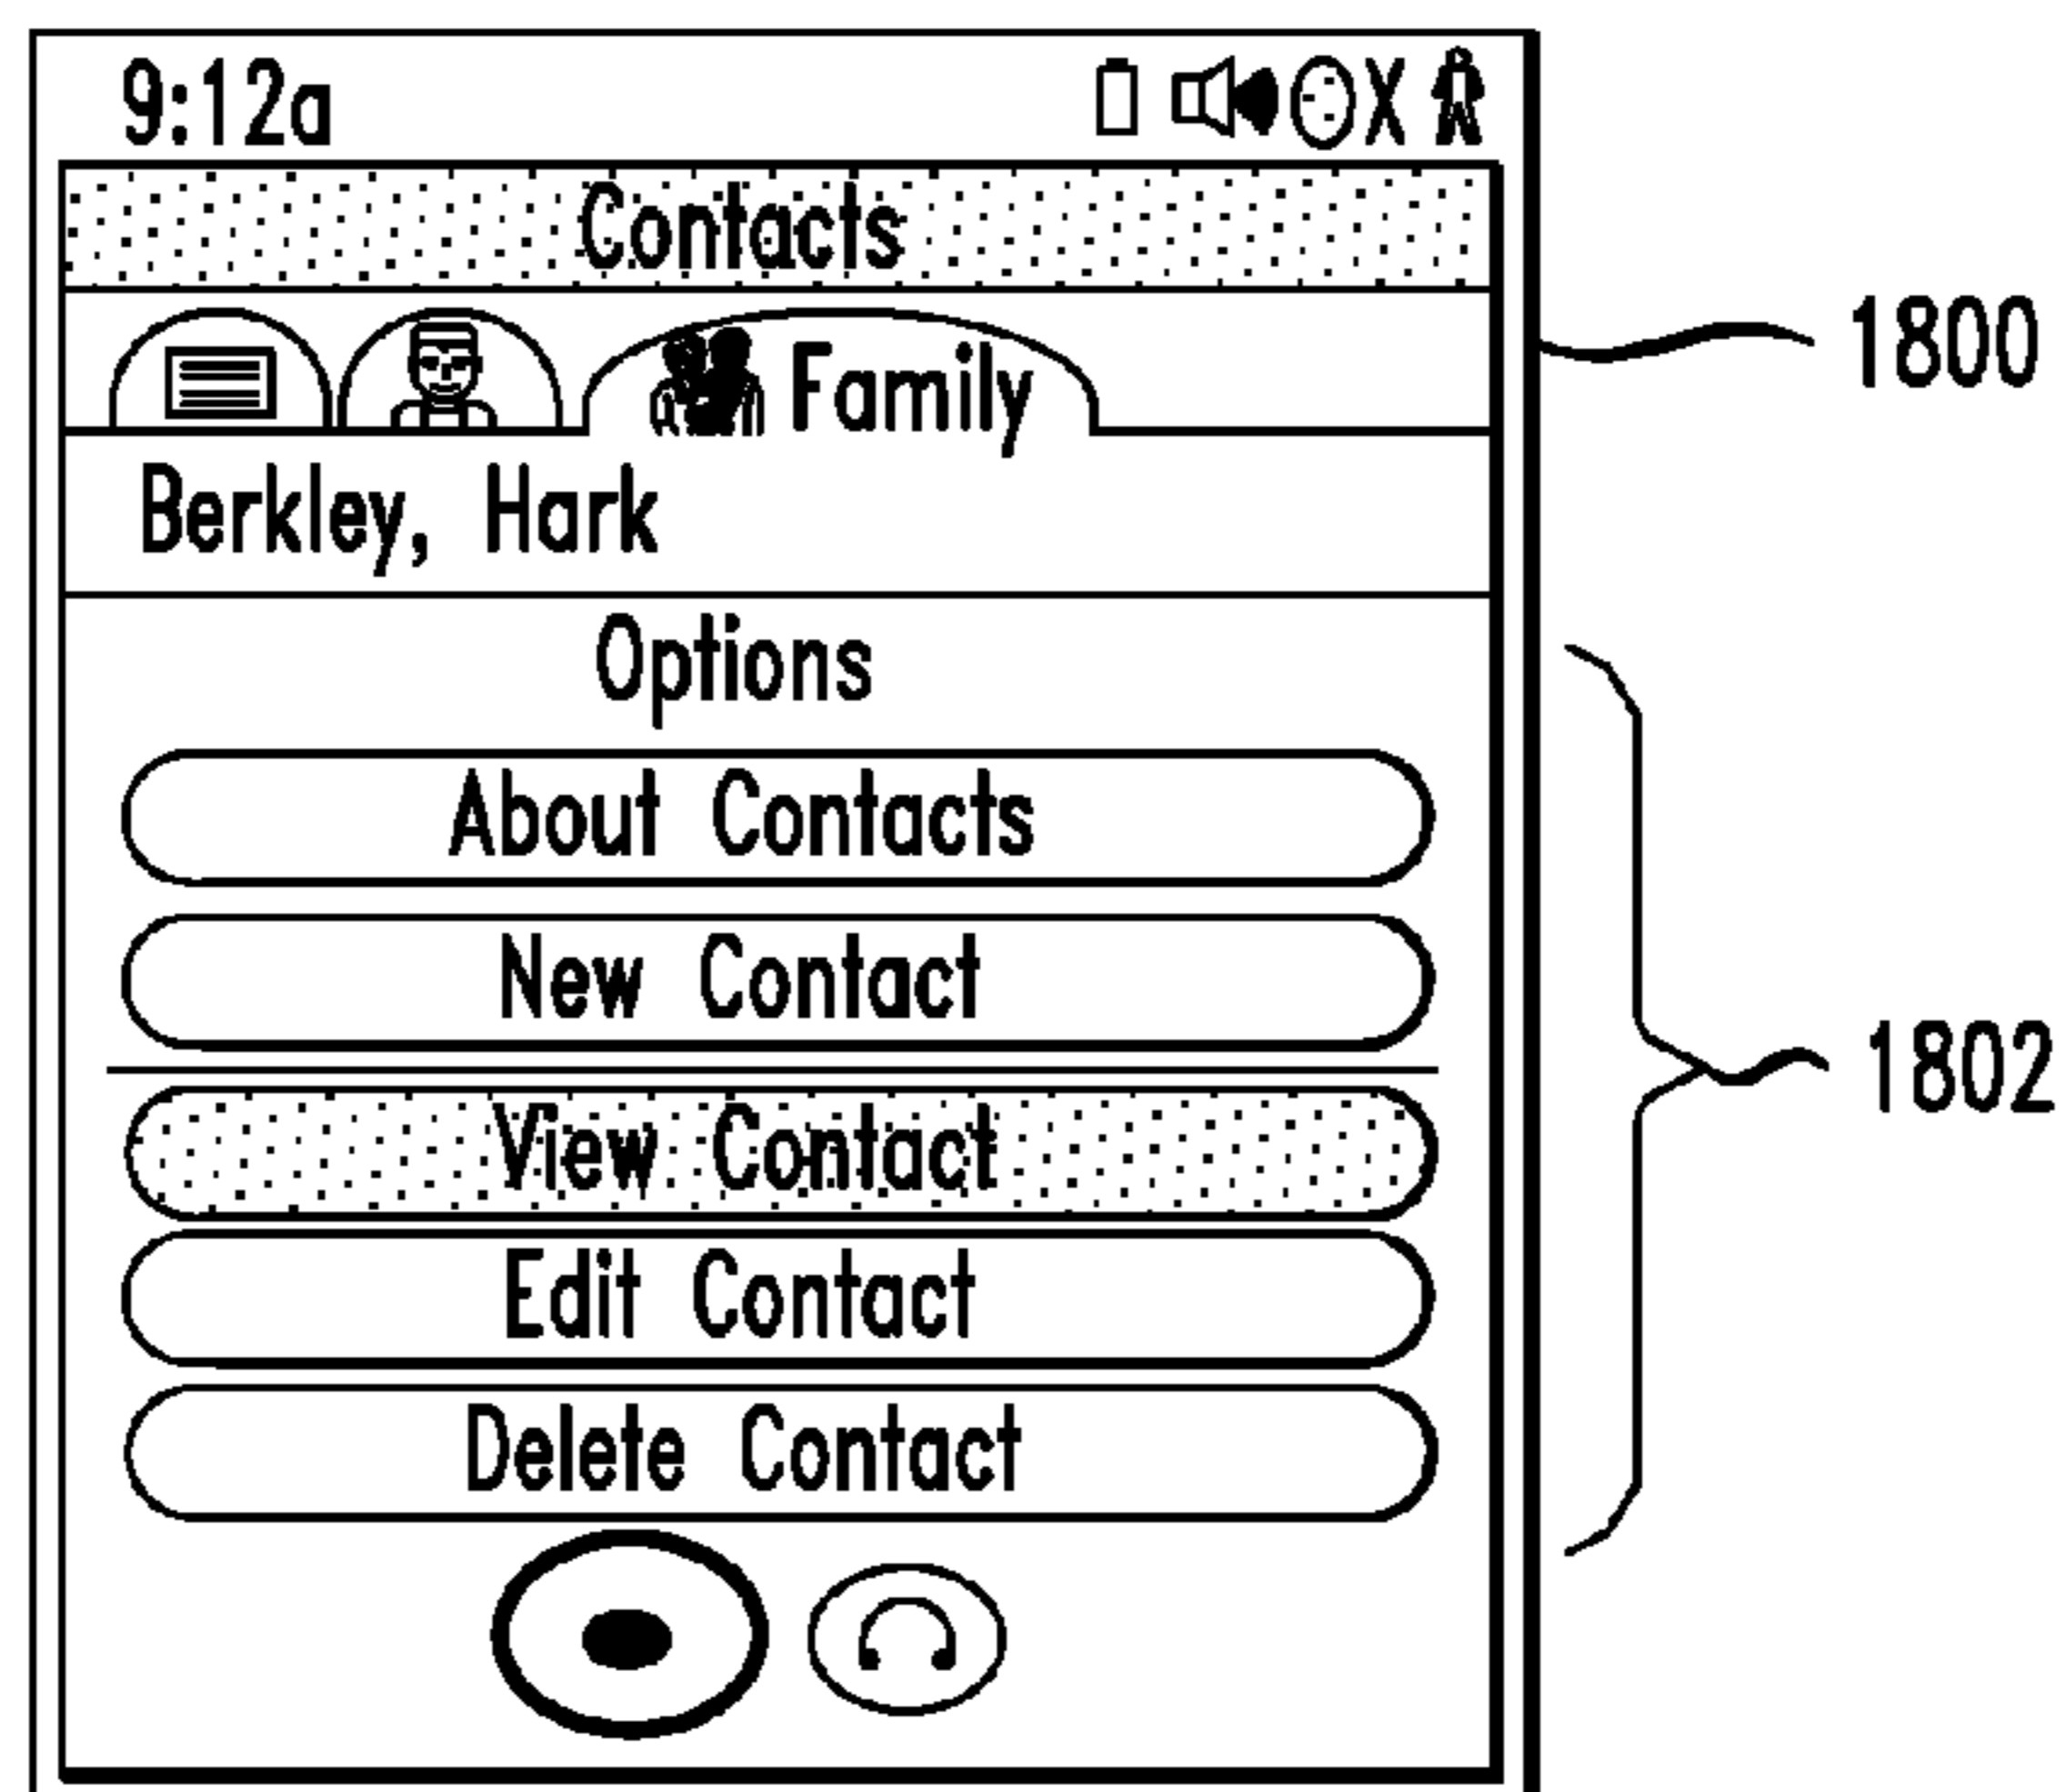 9:12a X
Contacts
Family
1800
Berkley, Hark
Options
About Contacts
New Contact
1802
View Contact
Edit Contact
Delete Contact